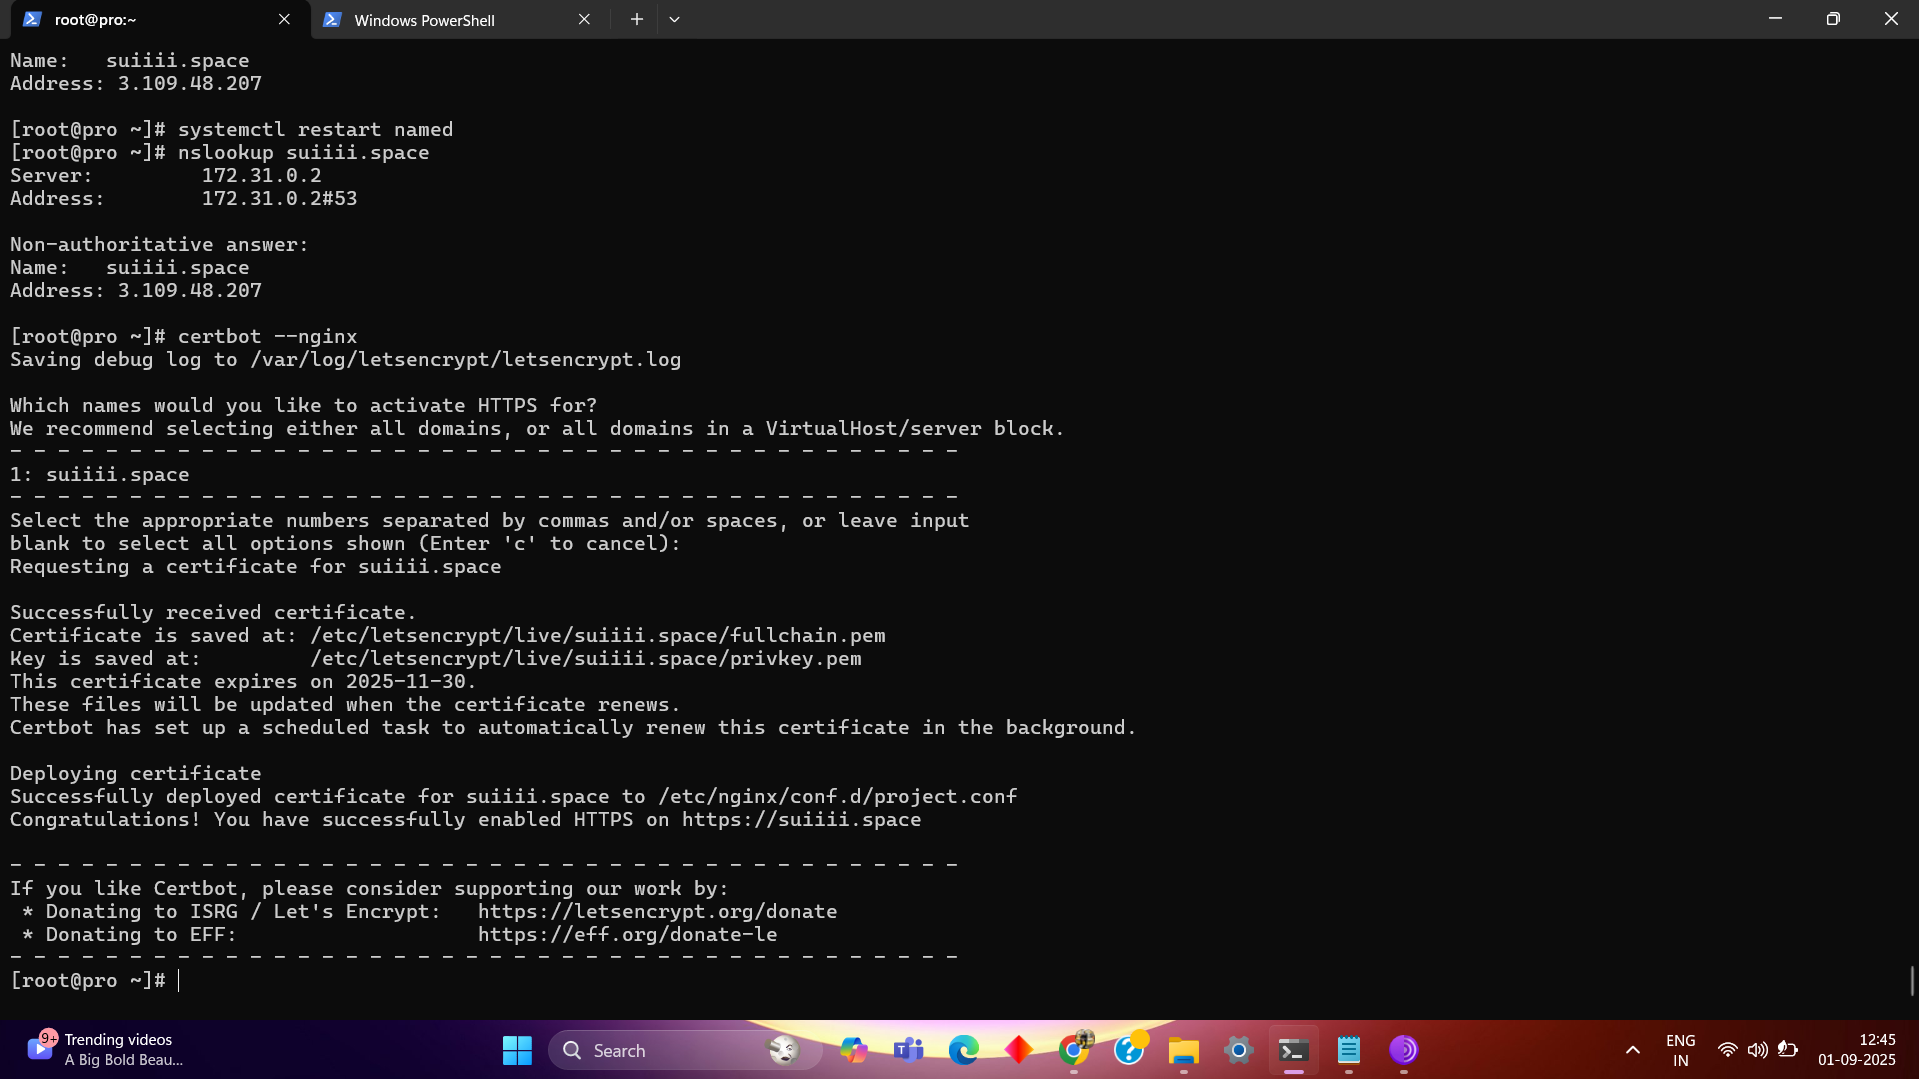 root@pro:~
Windows PowerShell
Name:   suiiii.space
Address: 3.109.48.207
[root@pro ~]# systemctl restart named
[root@pro ~]# nslookup suiiii.space
Server:         172.31.0.2
Address:        172.31.0.2#53
Non-authoritative answer:
Name:   suiiii.space
Address: 3.109.48.207
[root@pro ~]# certbot --nginx
Saving debug log to /var/log/letsencrypt/letsencrypt.log
Which names would you like to activate HTTPS for?
We recommend selecting either all domains, or all domains in a VirtualHost/server block.
- - - - - - - - - - - - - - - - - - - - - - - - - - - - - - - - - - - - - - - -
1: suiiii.space
- - - - - - - - - - - - - - - - - - - - - - - - - - - - - - - - - - - - - - - -
Select the appropriate numbers separated by commas and/or spaces, or leave input
blank to select all options shown (Enter 'c' to cancel):
Requesting a certificate for suiiii.space
Successfully received certificate.
Certificate is saved at: /etc/letsencrypt/live/suiiii.space/fullchain.pem
Key is saved at:         /etc/letsencrypt/live/suiiii.space/privkey.pem
This certificate expires on 2025-11-30.
These files will be updated when the certificate renews.
Certbot has set up a scheduled task to automatically renew this certificate in the background.
Deploying certificate
Successfully deployed certificate for suiiii.space to /etc/nginx/conf.d/project.conf
Congratulations! You have successfully enabled HTTPS on https://suiiii.space
- - - - - - - - - - - - - - - - - - - - - - - - - - - - - - - - - - - - - - - -
If you like Certbot, please consider supporting our work by:
 * Donating to ISRG / Let's Encrypt:   https://letsencrypt.org/donate
 * Donating to EFF:                    https://eff.org/donate-le
- - - - - - - - - - - - - - - - - - - - - - - - - - - - - - - - - - - - - - - -
[root@pro ~]#
9+
Trending videos
A Big Bold Beau...
Search
ENG
IN
12:45
01-09-2025